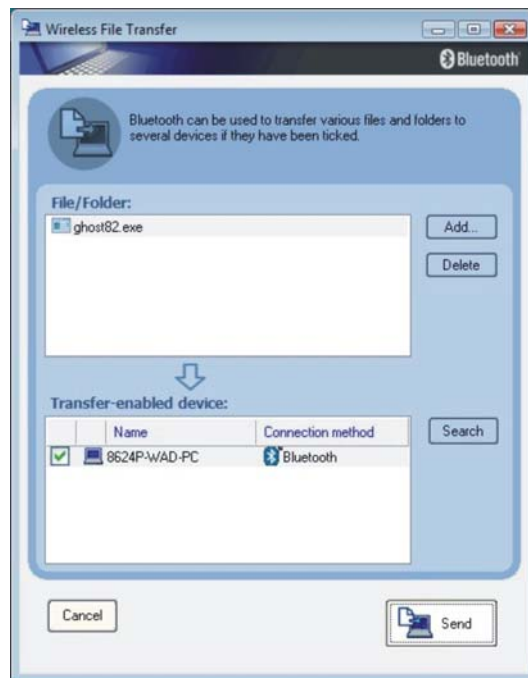 Wireless File Transfer
Bluetooth
Bluetooth can be used to transfer various files and folders to
several devices if they have been ticked.
File/Folder:
ghost82.exe
Add...
Delete
Transfer-enabled device:
Name Connection method
Search
8624P-WAD-PC Bluetooth
Cancel
Send